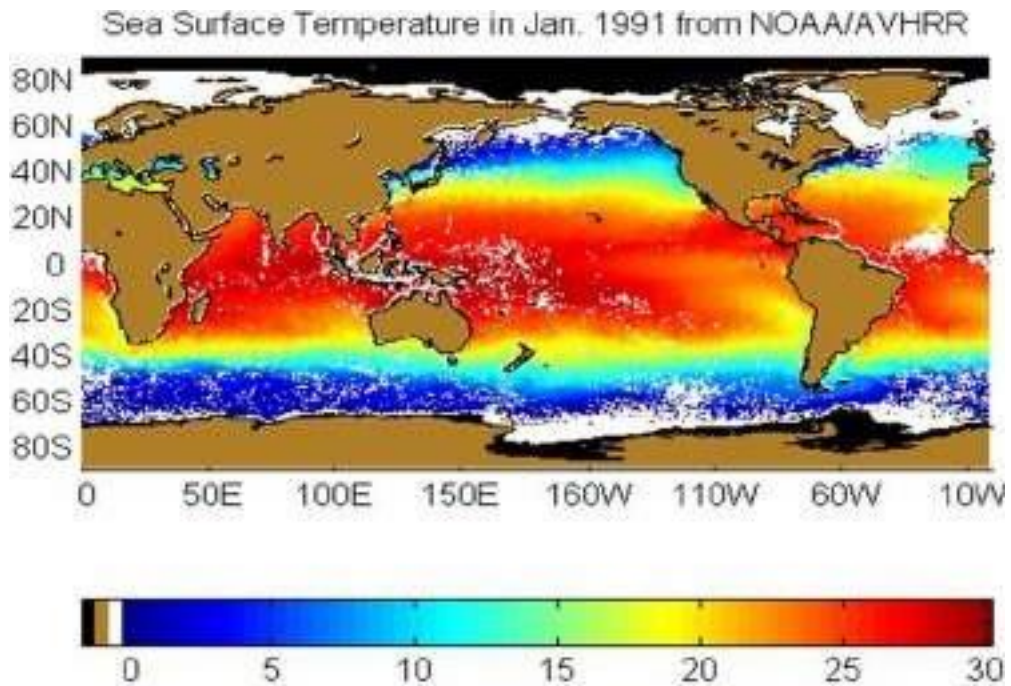 Sea Surface Temperature in Jan. 1991 from NOAA/AVHRR
80N
60N
40N
20N
0
20S
40S
60S
80S
0 50E 100E 150E 160W 110W 60W 10W
0 5 10 15 20 25 30